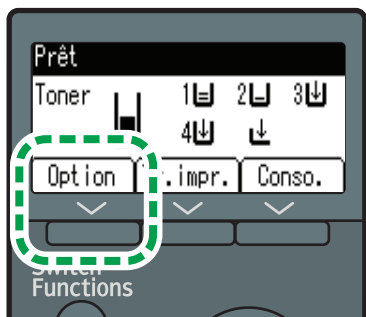 Prêt
Toner 1 2 3
4
Option .impr. Conso.
Switch
Functions